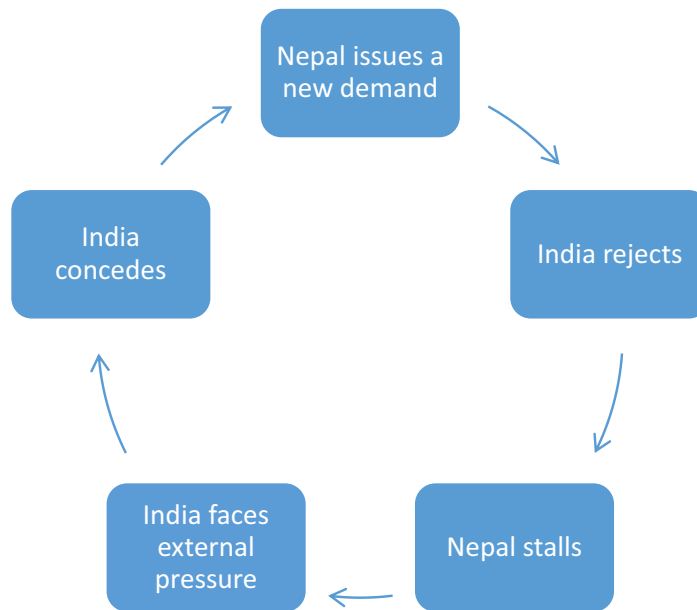 Nepal issues a
new demand
India rejects
Nepal stalls
India faces
external
pressure
India
concedes